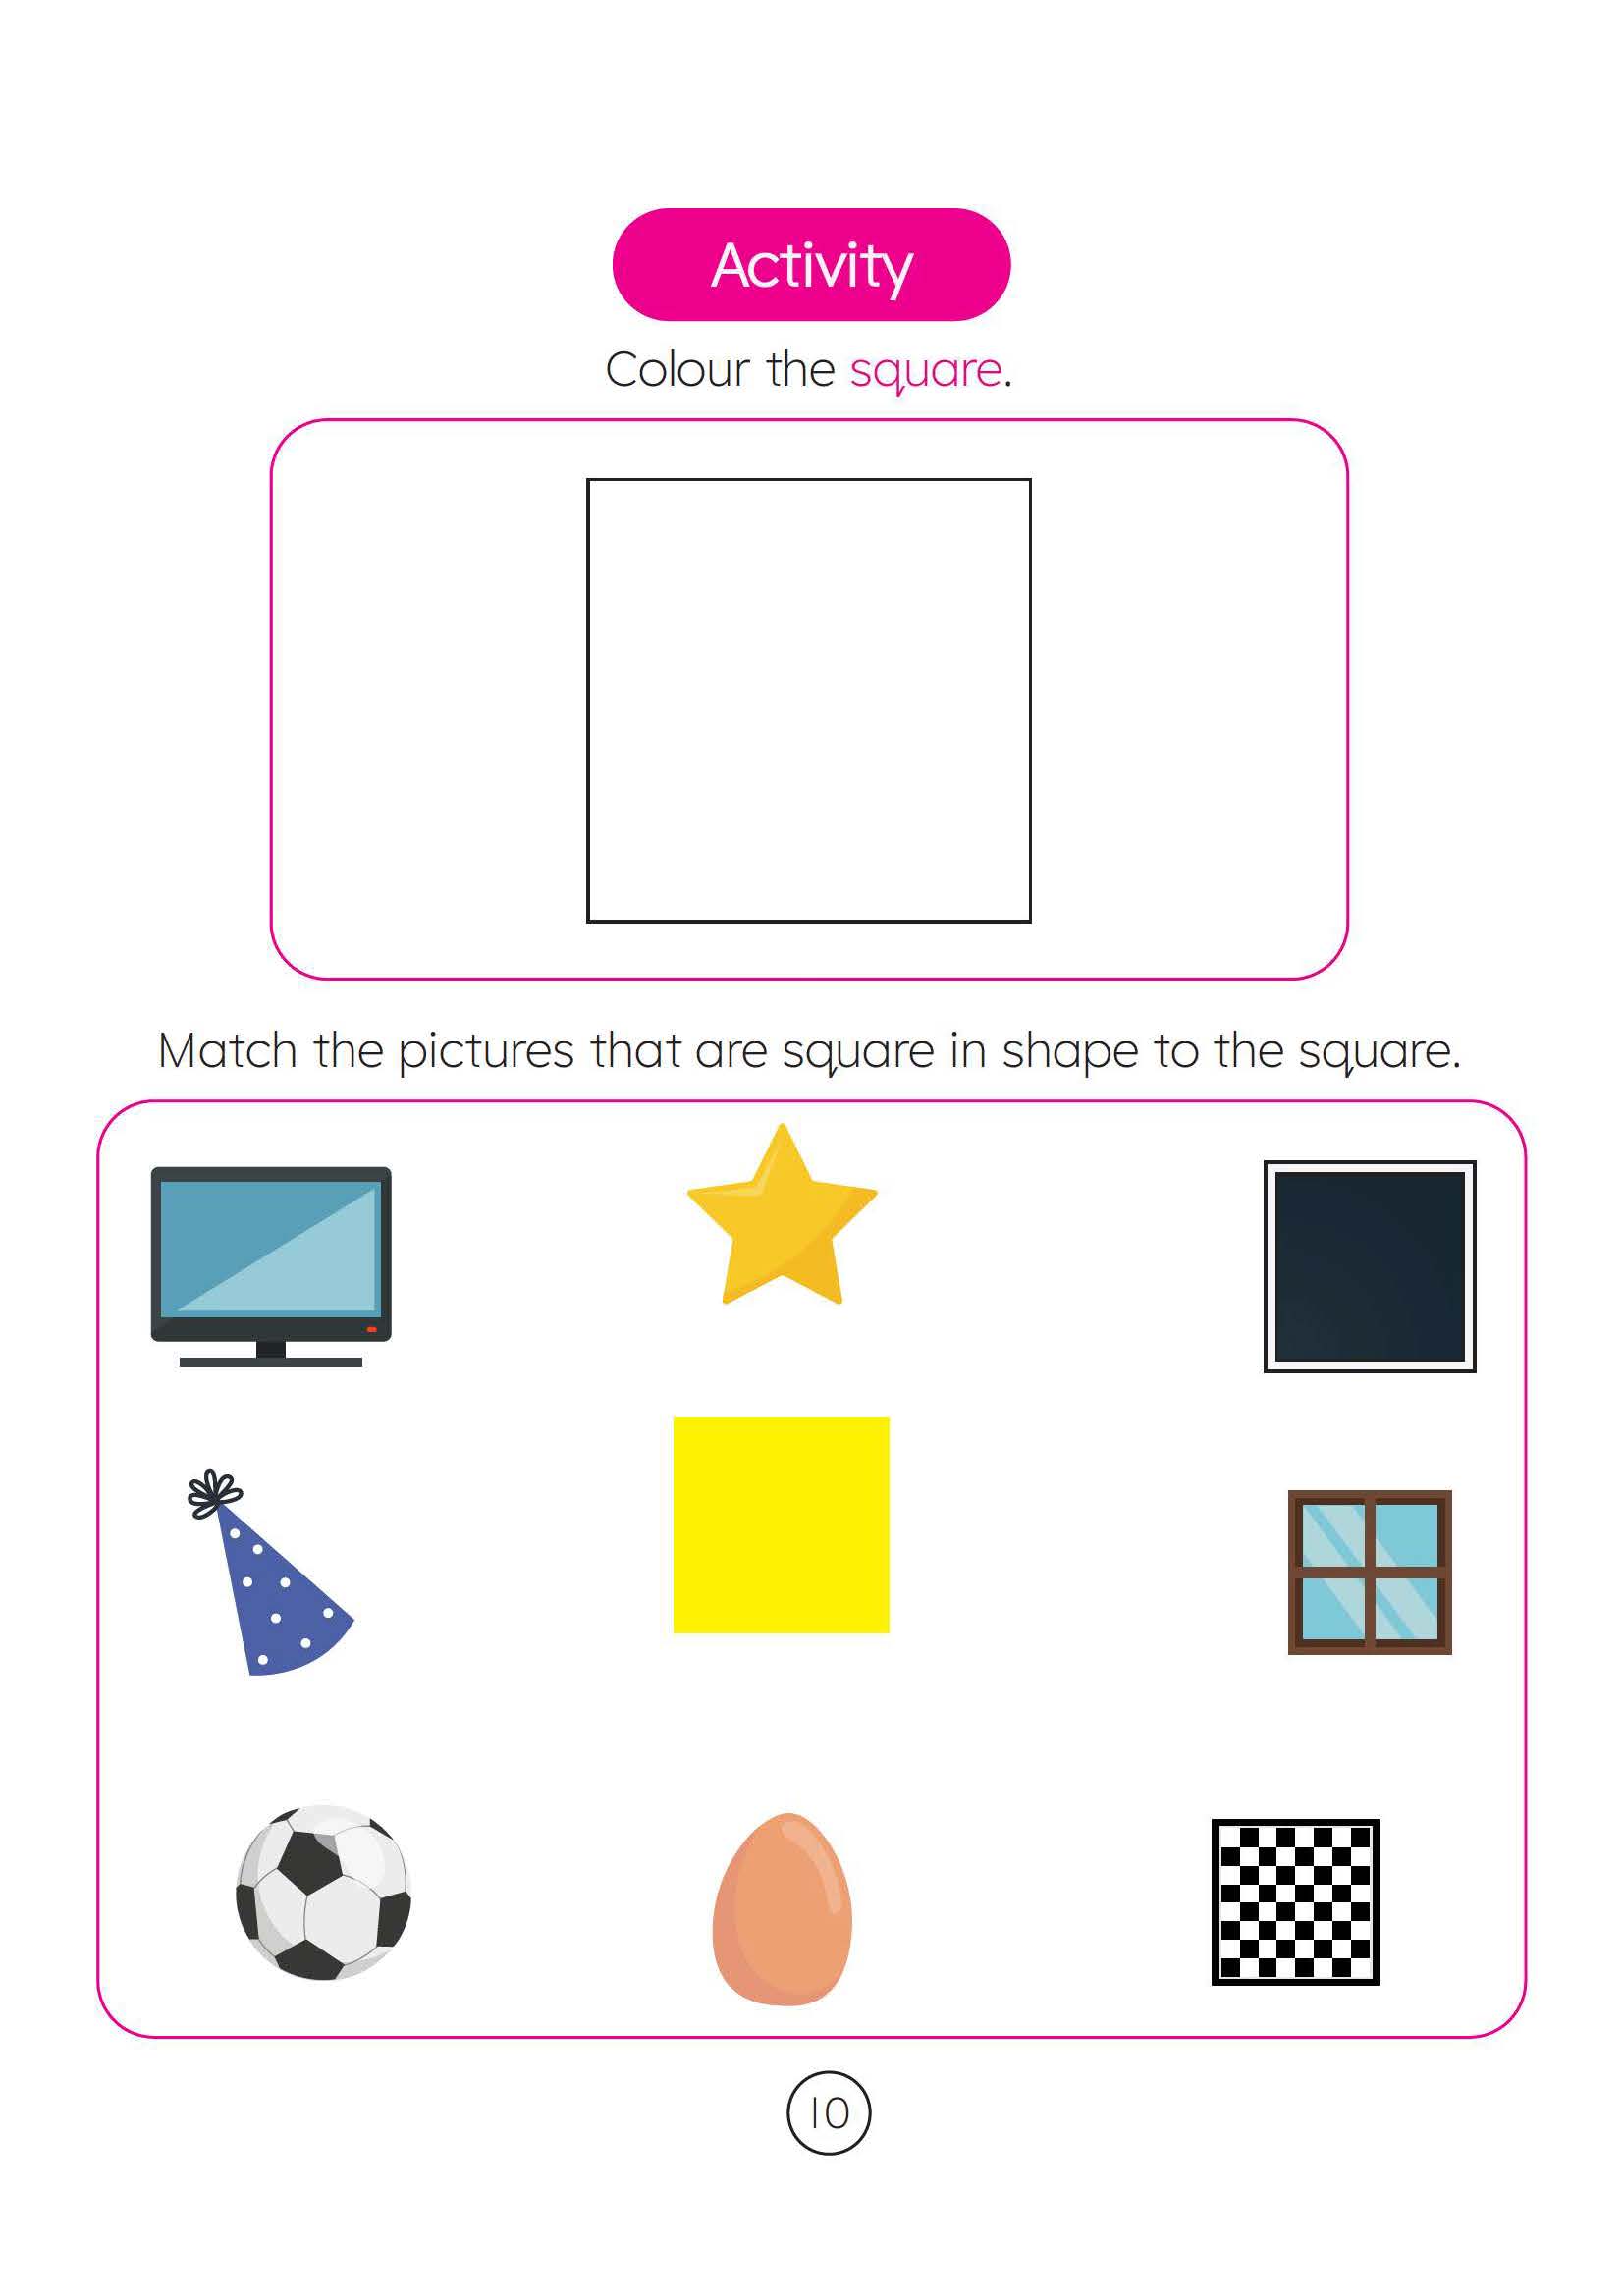 Activity
Colour the square.
Match the pictures that are square in shape to the square.
10